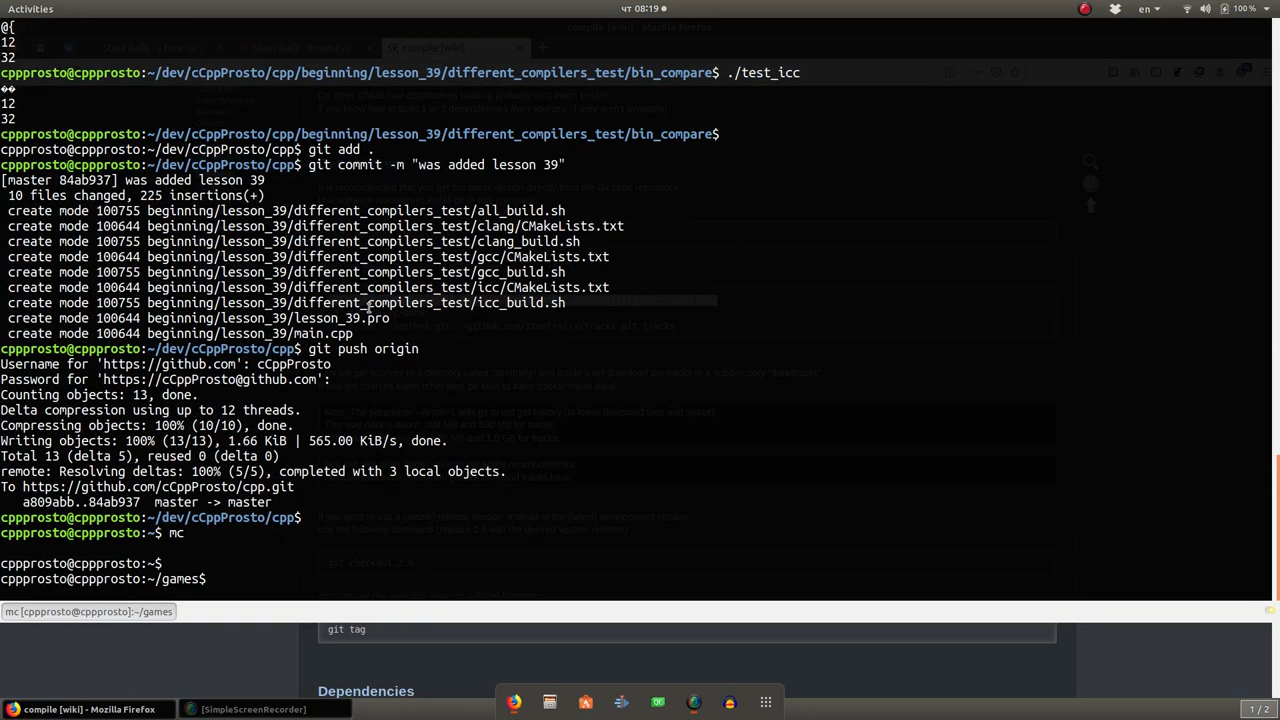 Activities
чт 08:19
en
100 %
@{
12
32
cppprosto@cppprosto:~/dev/cCppProsto/cpp/beginning/lesson_39/different_compilers_test/bin_compare$ ./test_icc
��
12
32
cppprosto@cppprosto:~/dev/cCppProsto/cpp/beginning/lesson_39/different_compilers_test/bin_compare$
cppprosto@cppprosto:~/dev/cCppProsto/cpp$ git add .
cppprosto@cppprosto:~/dev/cCppProsto/cpp$ git commit -m "was added lesson 39"
[master 84ab937] was added lesson 39
10 files changed, 225 insertions(+)
create mode 100755 beginning/lesson_39/different_compilers_test/all_build.sh
create mode 100644 beginning/lesson_39/different_compilers_test/clang/CMakeLists.txt
create mode 100755 beginning/lesson_39/different_compilers_test/clang_build.sh
create mode 100644 beginning/lesson_39/different_compilers_test/gcc/CMakeLists.txt
create mode 100755 beginning/lesson_39/different_compilers_test/gcc_build.sh
create mode 100644 beginning/lesson_39/different_compilers_test/icc/CMakeLists.txt
create mode 100755 beginning/lesson_39/different_compilers_test/icc_build.sh
create mode 100644 beginning/lesson_39/lesson_39.pro
create mode 100644 beginning/lesson_39/main.cpp
cppprosto@cppprosto:~/dev/cCppProsto/cpp$ git push origin
Username for 'https://github.com': cCppProsto
Password for 'https://cCppProsto@github.com':
Counting objects: 13, done.
Delta compression using up to 12 threads.
Compressing objects: 100% (10/10), done.
Writing objects: 100% (13/13), 1.66 KiB | 565.00 KiB/s, done.
Total 13 (delta 5), reused 0 (delta 0)
remote: Resolving deltas: 100% (5/5), completed with 3 local objects.
To https://github.com/cCppProsto/cpp.git
a809abb..84ab937  master -> master
cppprosto@cppprosto:~/dev/cCppProsto/cpp$
cppprosto@cppprosto:~$ mc
cppprosto@cppprosto:~$
cppprosto@cppprosto:~/games$
git checkout 2.6
mc [cppprosto@cppprosto]:~/games
git tag
Dependencies
compile [wiki] - Mozilla Firefox
[SimpleScreenRecorder]
1 / 2